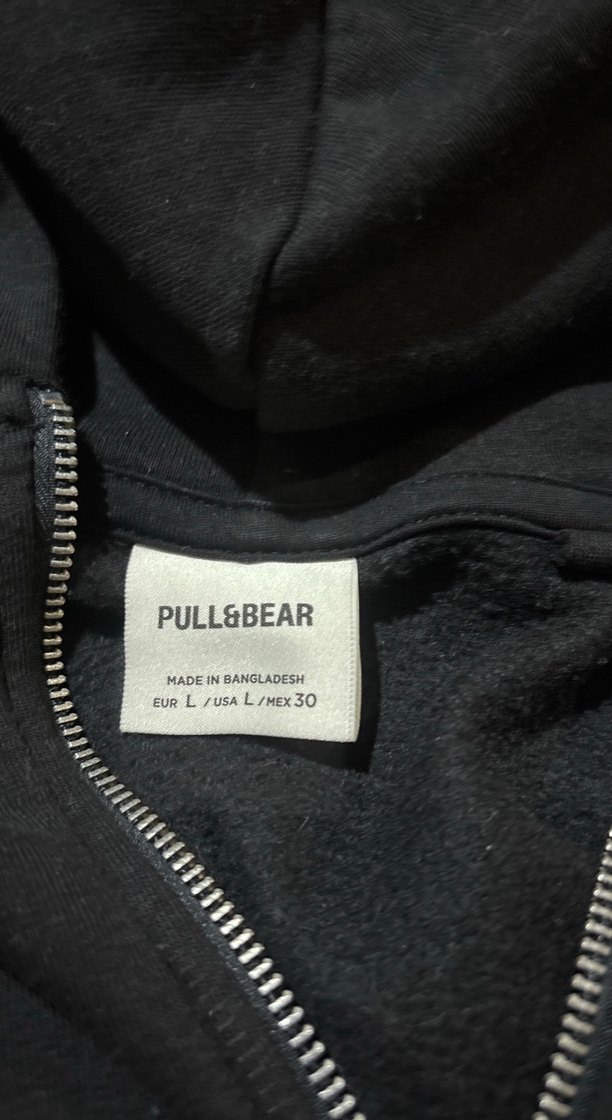 PULL&BEAR
MADE IN BANGLADESH
EUR L / USA L / MEX 30